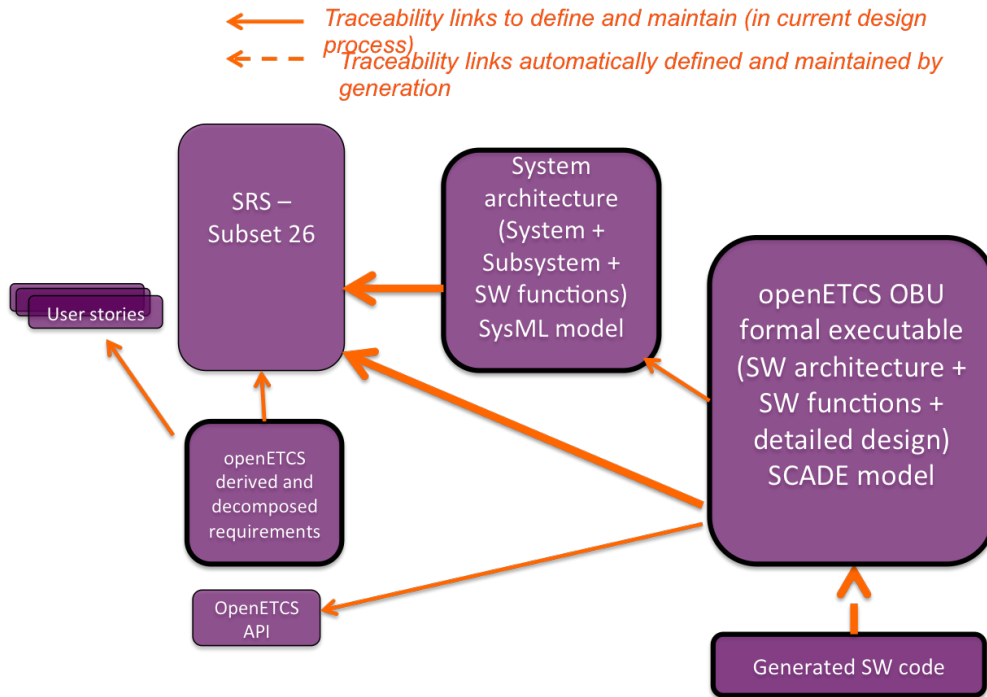 Traceability links to define and maintain (in current design
process)
Traceability links automatically defined and maintained by
generation
SRS –
Subset 26
System
architecture
(System +
Subsystem +
SW functions)
SysML model
openETCS OBU
formal executable
(SW architecture +
SW functions +
detailed design)
SCADE model
User stories
openETCS
derived and
decomposed
requirements
OpenETCS
API
Generated SW code